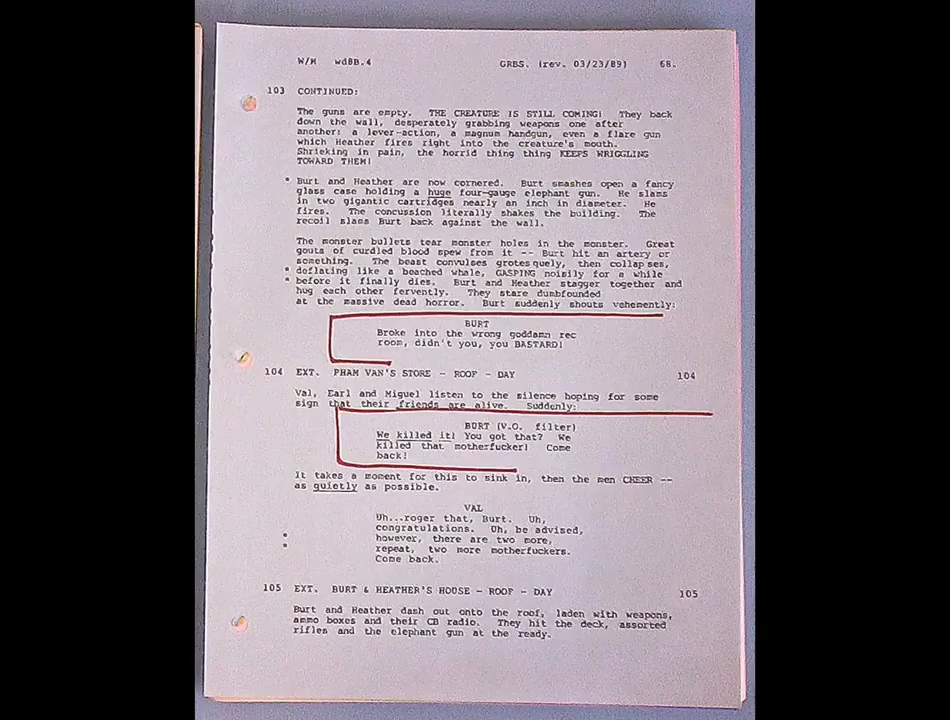 W/M wd8B.4 GRBS. (rev. 03/23/89) 68.
103 CONTINUED:
The guns are empty. THE CREATURE IS STILL COMING! They back
down the wall, desperately grabbing weapons one after
another: a lever-action, a magnum handgun, even a flare gun
which Heather fires right into the creature's mouth.
Shrieking in pain, the horrid thing thing KEEPS WRIGGLING
TOWARD THEM!
* Burt and Heather are now cornered. Burt smashes open a fancy
glass case holding a huge four-gauge elephant gun. He slams
in two gigantic cartridges nearly an inch in diameter. He
fires. The concussion literally shakes the building. The
recoil slams Burt back against the wall.
The monster bullets tear monster holes in the monster. Great
gouts of curdled blood spew from it -- Burt hit an artery or
something. The beast convulses grotesquely, then collapses,
* deflating like a beached whale, GASPING noisily for a while
* before it finally dies. Burt and Heather stagger together and
hug each other fervently. They stare dumbfounded
at the massive dead horror. Burt suddenly shouts vehemently:
BURT
Broke into the wrong goddamn rec
room, didn't you, you BASTARD!
104 EXT. PHAM VAN'S STORE - ROOF - DAY 104
Val, Earl and Miguel listen to the silence hoping for some
sign that their friends are alive. Suddenly:
BURT (V.O. filter)
We killed it! You got that? We
killed that motherfucker! Come
back!
It takes a moment for this to sink in, then the men CHEER --
as quietly as possible.
VAL
Uh...roger that, Burt. Uh,
congratulations. Uh, be advised,
* however, there are two more,
* repeat, two more motherfuckers.
Come back.
105 EXT. BURT & HEATHER'S HOUSE - ROOF - DAY 105
Burt and Heather dash out onto the roof, laden with weapons,
ammo boxes and their CB radio. They hit the deck, assorted
rifles and the elephant gun at the ready.